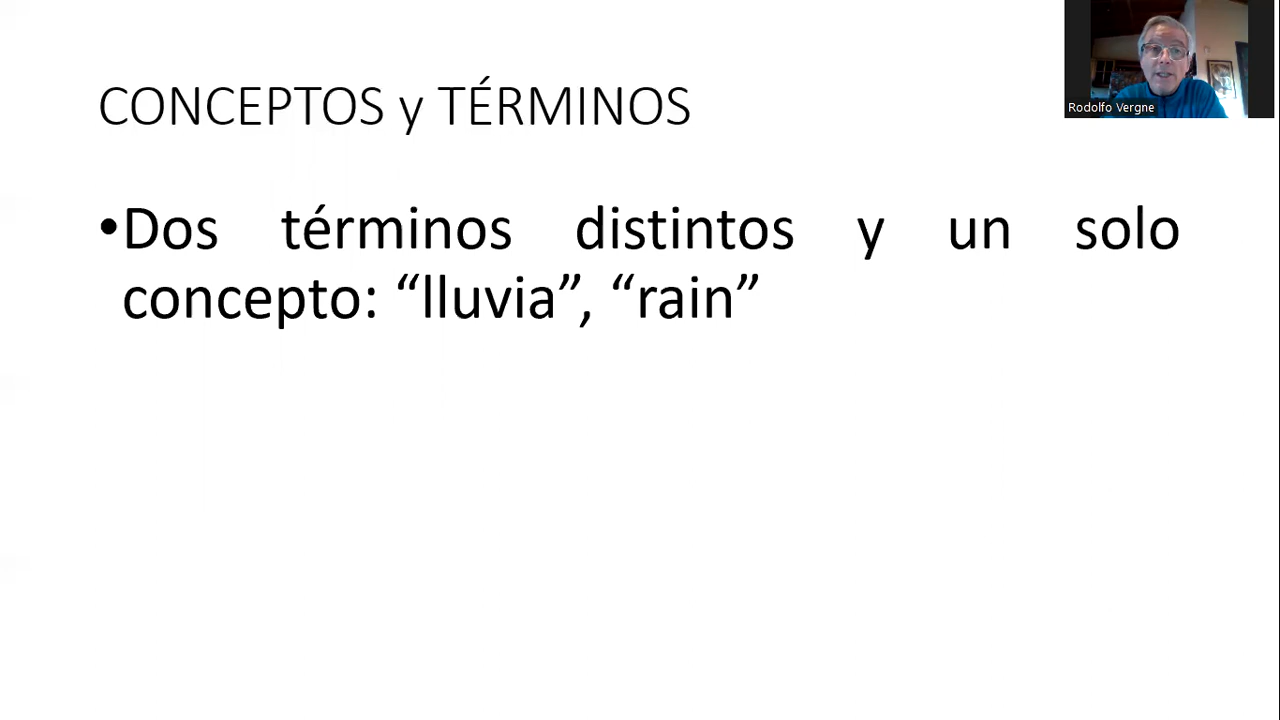 Rodolfo Vergne
CONCEPTOS y TÉRMINOS
•Dos términos distintos y un solo
concepto: “lluvia”, “rain”